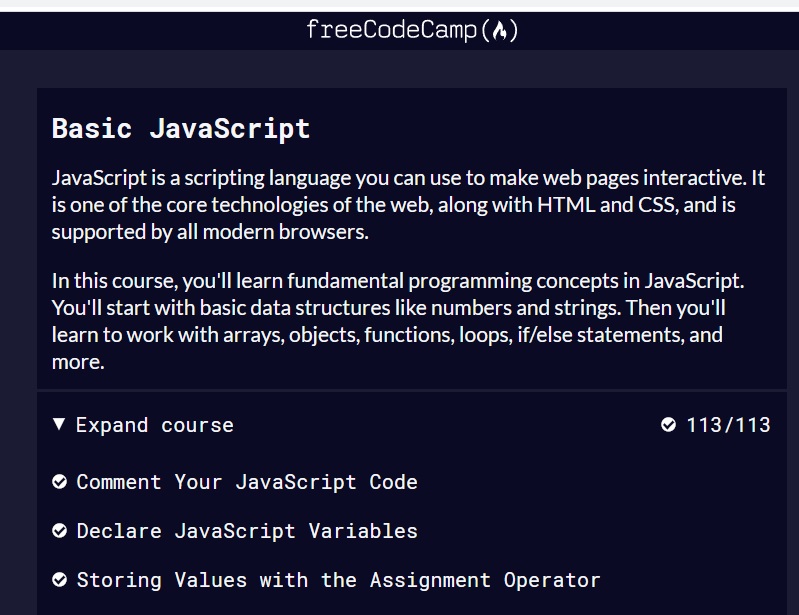 freeCodeCamp(🔥)
Basic JavaScript
JavaScript is a scripting language you can use to make web pages interactive. It
is one of the core technologies of the web, along with HTML and CSS, and is
supported by all modern browsers.
In this course, you'll learn fundamental programming concepts in JavaScript.
You'll start with basic data structures like numbers and strings. Then you'll
learn to work with arrays, objects, functions, loops, if/else statements, and
more.
Expand course 113/113
Comment Your JavaScript Code
Declare JavaScript Variables
Storing Values with the Assignment Operator